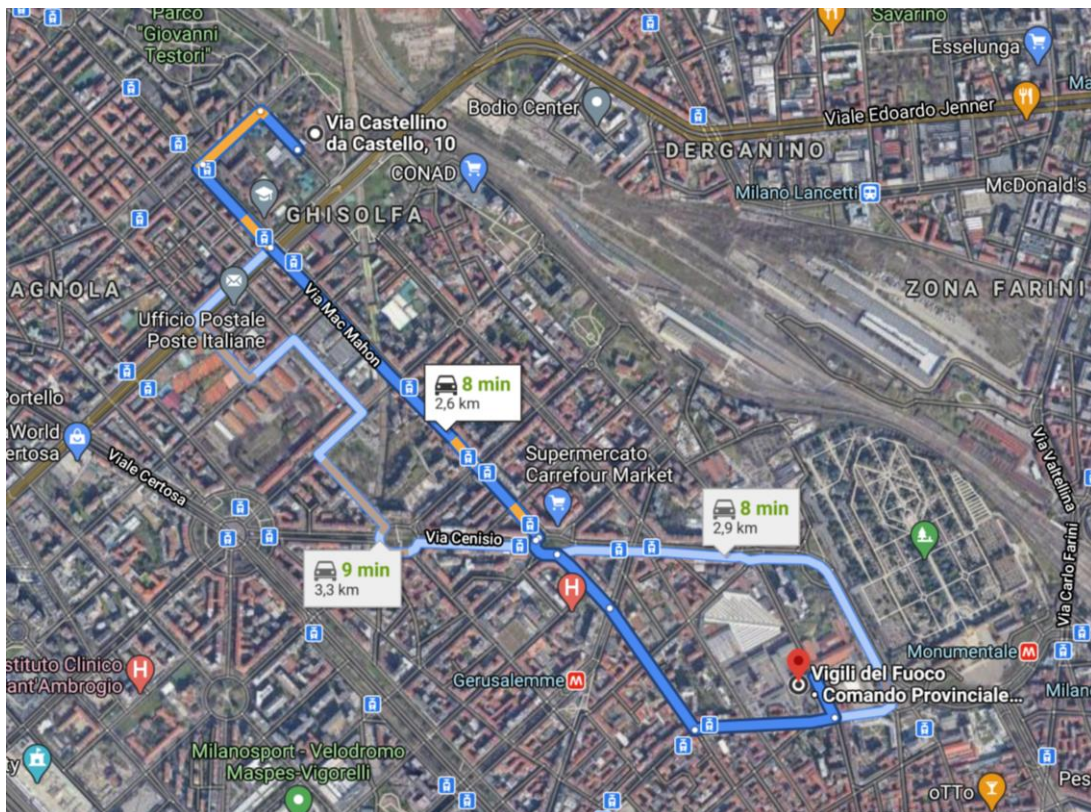 Parco
"Giovanni
Testori"
Savarino
Esselunga
Bodio Center
Viale Edoardo Jenner
Via Castellino
da Castello, 10
DERGANINO
CONAD
Milano Lancetti
McDonald's
GHISOLFA
AGNOLA
ZONA FARINI
Ufficio Postale
Poste Italiane
Via Mac Mahon
8 min
2,6 km
Portello
World
Viale Certosa
Supermercato
Carrefour Market
Via Valtellina
8 min
2,9 km
Via Cenisio
9 min
3,3 km
Via Carlo Farini
H
Monumentale M
stituto Clinico
ant'Ambrogio
H
Gerusalemme M
Vigili del Fuoco
Comando Provinciale...
Milano
Milanosport - Velodromo
Maspes-Vigorelli
ty
oTTo
Pes